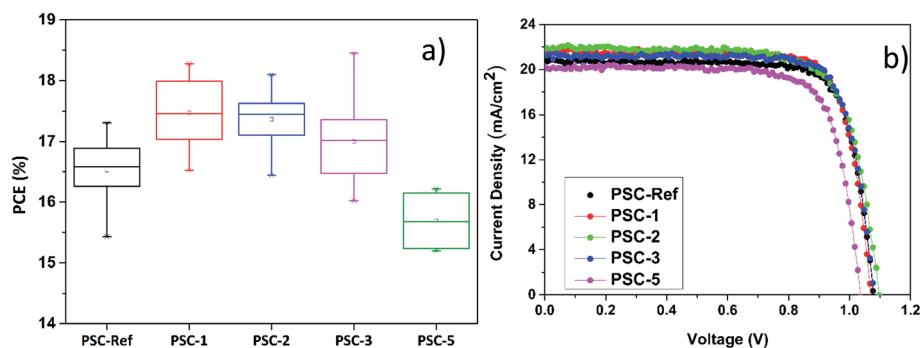 a)
19
18
17
16
15
14
PCE (%)
PSC-Ref PSC-1 PSC-2 PSC-3 PSC-5
b)
24
20
16
12
8
4
0
Current Density (mA/cm²)
PSC-Ref
PSC-1
PSC-2
PSC-3
PSC-5
0.0 0.2 0.4 0.6 0.8 1.0 1.2
Voltage (V)